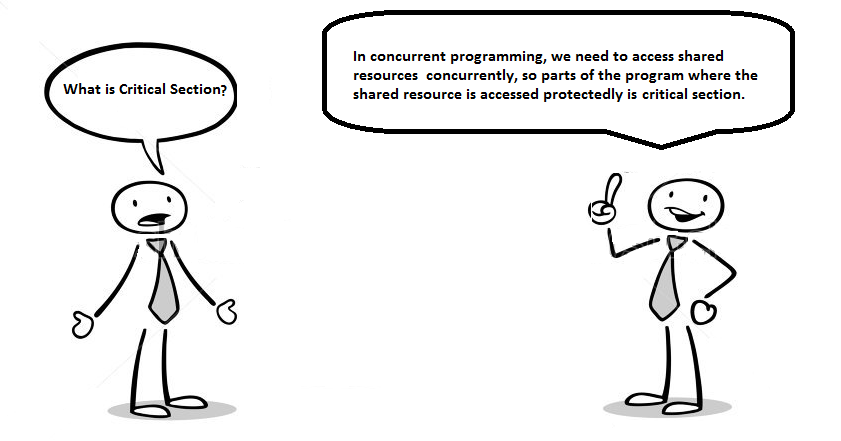 What is Critical Section?
In concurrent programming, we need to access shared
resources  concurrently, so parts of the program where the
shared resource is accessed protectedly is critical section.